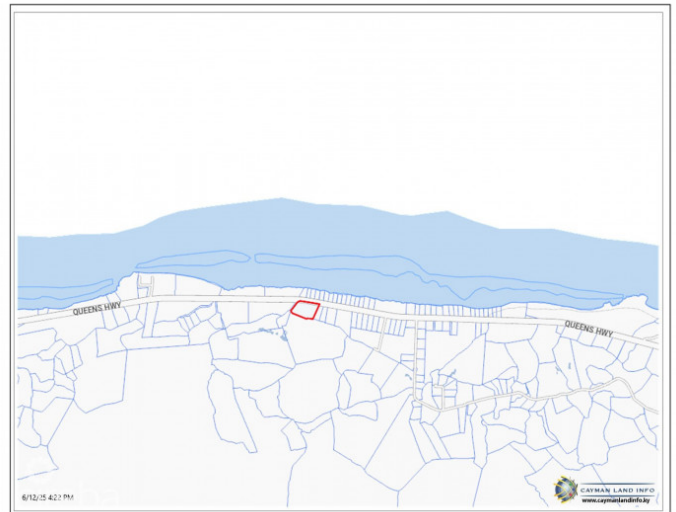 QUEENS HWY
QUEENS HWY
6/12/25 4:22 PM
CAYMAN LAND INFO
www.caymanlandinfo.ky